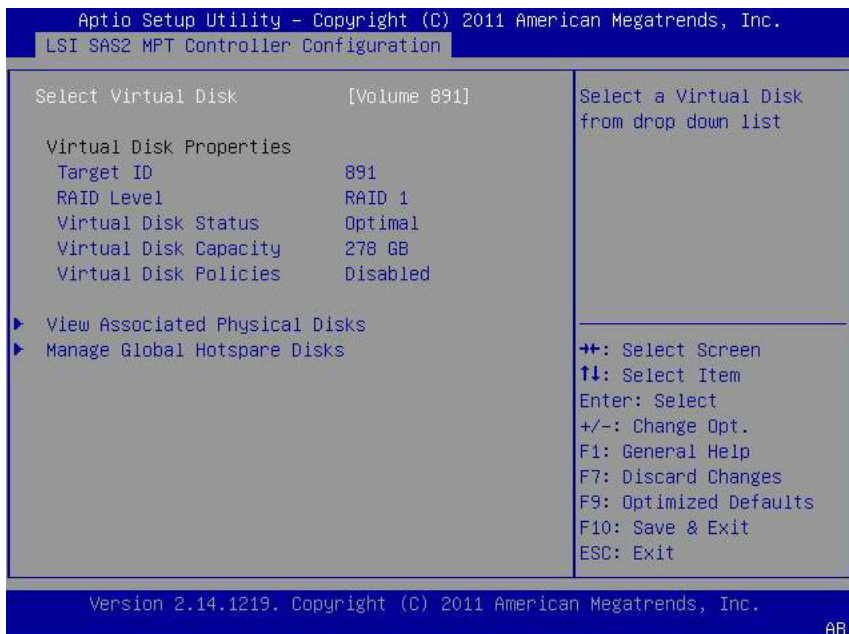 Aptio Setup Utility – Copyright (C) 2011 American Megatrends, Inc.
LSI SAS2 MPT Controller Configuration
Select Virtual Disk [Volume 891]
Virtual Disk Properties
Target ID 891
RAID Level RAID 1
Virtual Disk Status Optimal
Virtual Disk Capacity 278 GB
Virtual Disk Policies Disabled
View Associated Physical Disks
Manage Global Hotspare Disks
Select a Virtual Disk
from drop down list
→←: Select Screen
↑↓: Select Item
Enter: Select
+/-: Change Opt.
F1: General Help
F7: Discard Changes
F9: Optimized Defaults
F10: Save & Exit
ESC: Exit
Version 2.14.1219. Copyright (C) 2011 American Megatrends, Inc.
AB